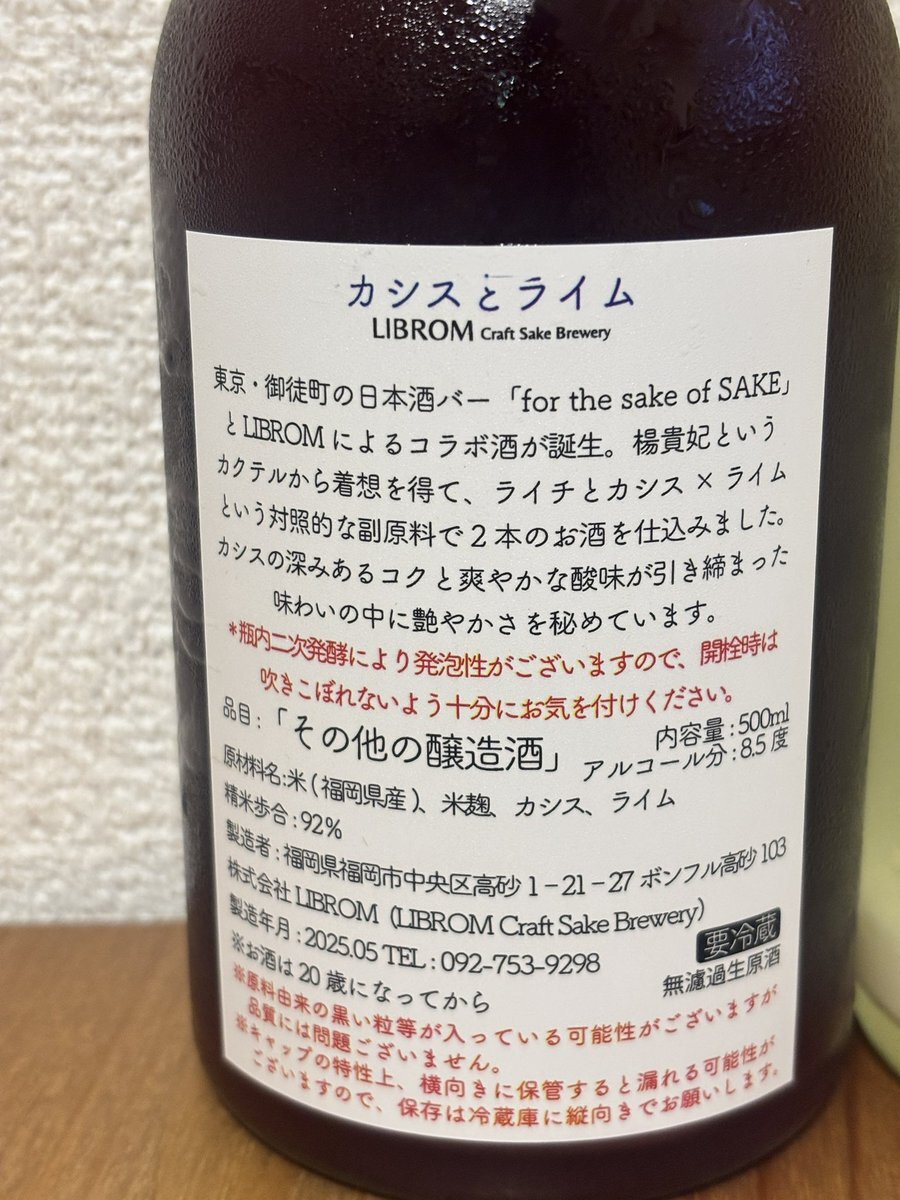 カシスとライム
LIBROM Craft Sake Brewery
東京・御徒町の日本酒バー「for the sake of SAKE」
とLIBROMによるコラボ酒が誕生。楊貴妃という
カクテルから着想を得て、ライチとカシス×ライム
という対照的な副原料で2本のお酒を仕込みました。
カシスの深みあるコクと爽やかな酸味が引き締まった
味わいの中に艶やかさを秘めています。
*瓶内二次発酵により発泡性がございますので、開栓時は
吹きこぼれないよう十分にお気を付けください。
品目:「その他の醸造酒」
内容量:500ml
アルコール分:8.5度
原材料名:米(福岡県産)、米麹、カシス、ライム
精米歩合:92%
製造者:福岡県福岡市中央区高砂1-21-27ボンフル高砂103
株式会社LIBROM (LIBROM Craft Sake Brewery)
製造年月:2025.05 TEL:092-753-9298
要冷蔵
無濾過生原酒
※お酒は20歳になってから
※原料由来の黒い粒等が入っている可能性がございますが
品質には問題ございません。
※キャップの特性上、横向きに保管すると漏れる可能性が
ございますので、保存は冷蔵庫に縦向きでお願いします。